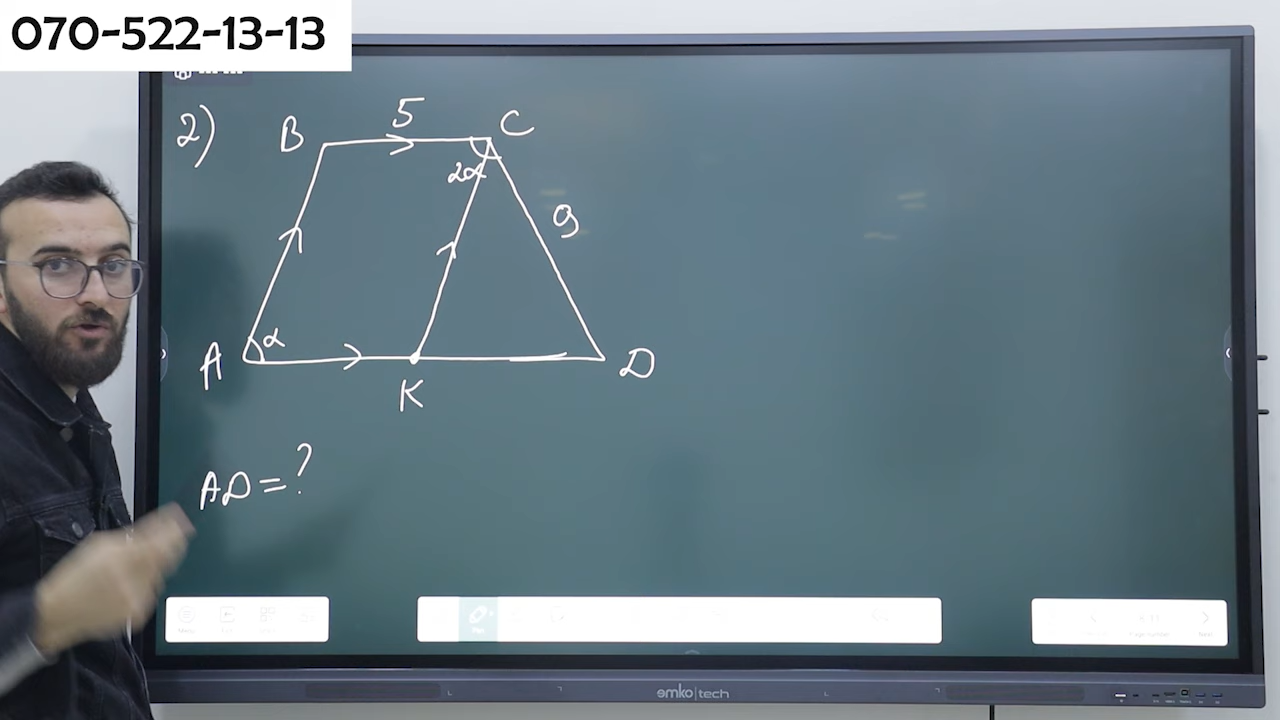 070-522-13-13
2)
B
5
C
2α
9
A
α
K
D
AD=?
emko|tech